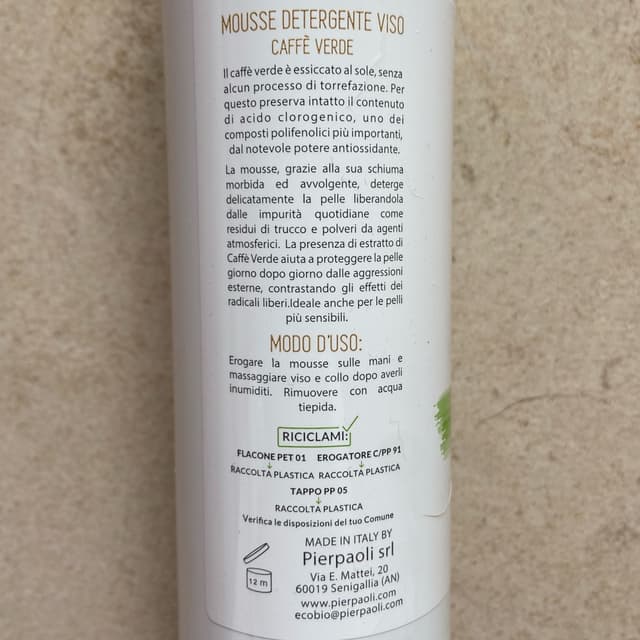 MOUSSE DETERGENTE VISO
CAFFÈ VERDE
Il caffè verde è essiccato al sole, senza
alcun processo di torrefazione. Per
questo preserva intatto il contenuto
di acido clorogenico, uno dei
composti polifenolici più importanti,
dal notevole potere antiossidante.
La mousse, grazie alla sua schiuma
morbida ed avvolgente, deterge
delicatamente la pelle liberandola
dalle impurità quotidiane come
residui di trucco e polveri da agenti
atmosferici. La presenza di estratto di
Caffè Verde aiuta a proteggere la pelle
giorno dopo giorno dalle aggressioni
esterne, contrastando gli effetti dei
radicali liberi.Ideale anche per le pelli
più sensibili.
MODO D'USO:
Erogare la mousse sulle mani e
massaggiare viso e collo dopo averli
inumiditi. Rimuovere con acqua
tiepida.
RICICLAMI:
FLACONE PET 01 EROGATORE C/PP 91
RACCOLTA PLASTICA RACCOLTA PLASTICA
TAPPO PP 05
RACCOLTA PLASTICA
Verifica le disposizioni del tuo Comune
MADE IN ITALY BY
Pierpaoli srl
Via E. Mattei, 20
60019 Senigallia (AN)
www.pierpaoli.com
ecobio@pierpaoli.com
12 m